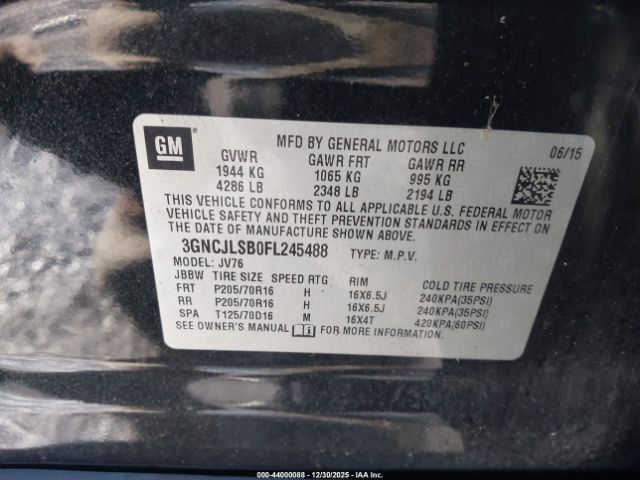 GM
MFD BY GENERAL MOTORS LLC 06/15
GVWR GAWR FRT GAWR RR
1944 KG 1065 KG 995 KG
4286 LB 2348 LB 2194 LB
THIS VEHICLE CONFORMS TO ALL APPLICABLE U.S. FEDERAL MOTOR
VEHICLE SAFETY AND THEFT PREVENTION STANDARDS IN EFFECT ON
THE DATE OF MANUFACTURE SHOWN ABOVE.
3GNCJLSB0FL245488 TYPE: M.P.V.
MODEL: JV76
JBBW TIRE SIZE SPEED RTG RIM COLD TIRE PRESSURE
FRT P205/70R16 H 16X6.5J 240KPA(35PSI)
RR P205/70R16 H 16X6.5J 240KPA(35PSI)
SPA T125/70D16 M 16X4T 420KPA(60PSI)
SEE OWNER'S MANUAL FOR MORE INFORMATION.
000-44000088 - 12/30/2025 - IAAI.COM